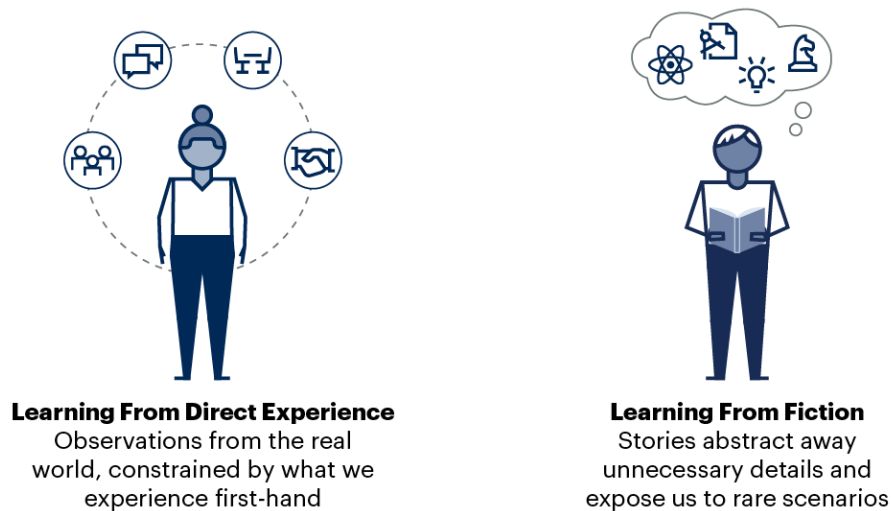 Learning From Direct Experience
Observations from the real
world, constrained by what we
experience first-hand
Learning From Fiction
Stories abstract away
unnecessary details and
expose us to rare scenarios